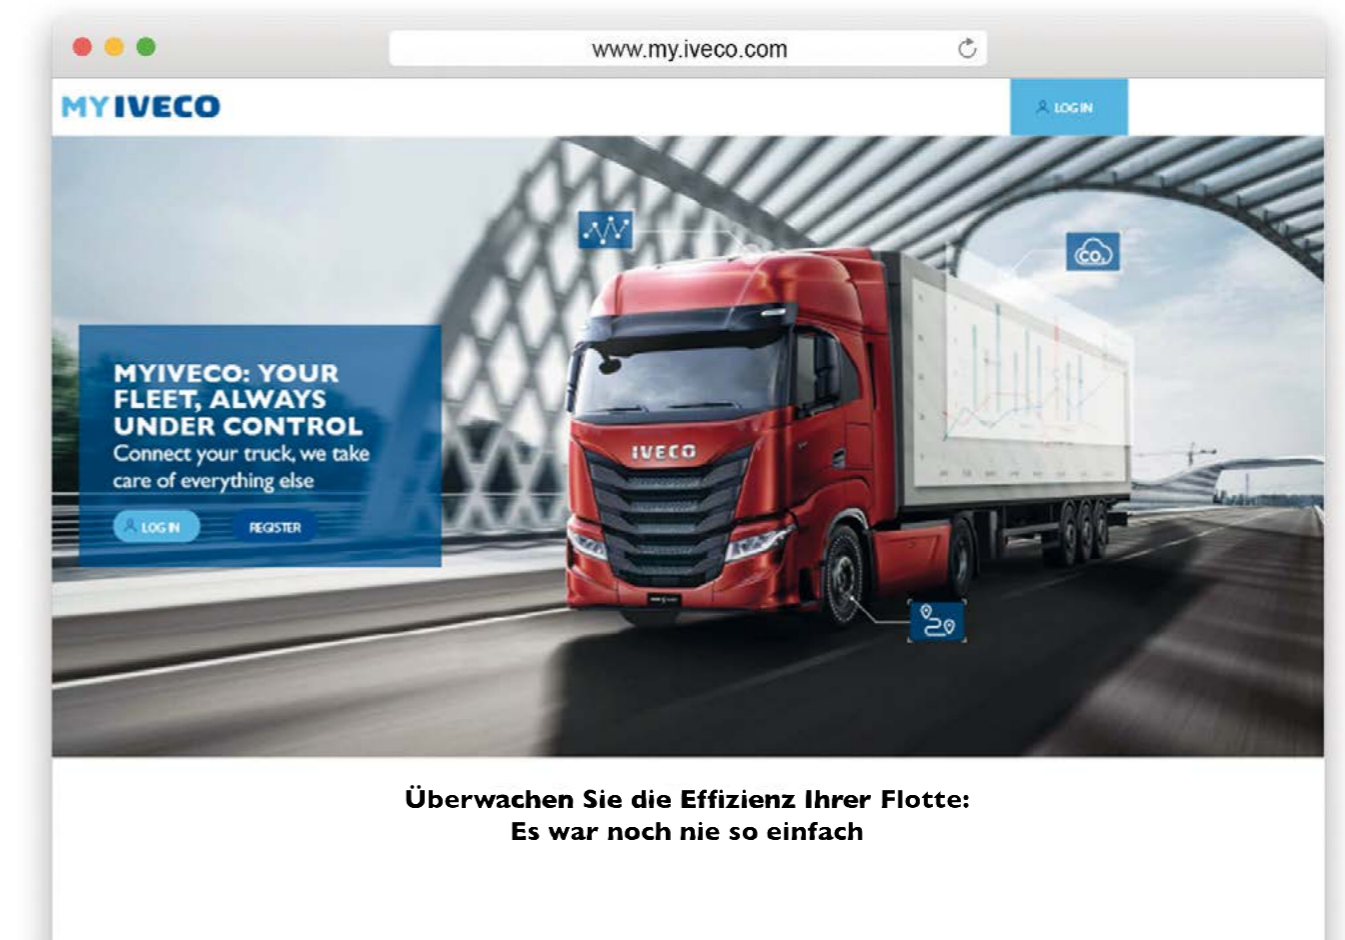 www.my.iveco.com
MYIVECO
LOG IN
CO₂
MYIVECO: YOUR
FLEET, ALWAYS
UNDER CONTROL
Connect your truck, we take
care of everything else
LOG IN
REGISTER
IVECO
Überwachen Sie die Effizienz Ihrer Flotte:
Es war noch nie so einfach